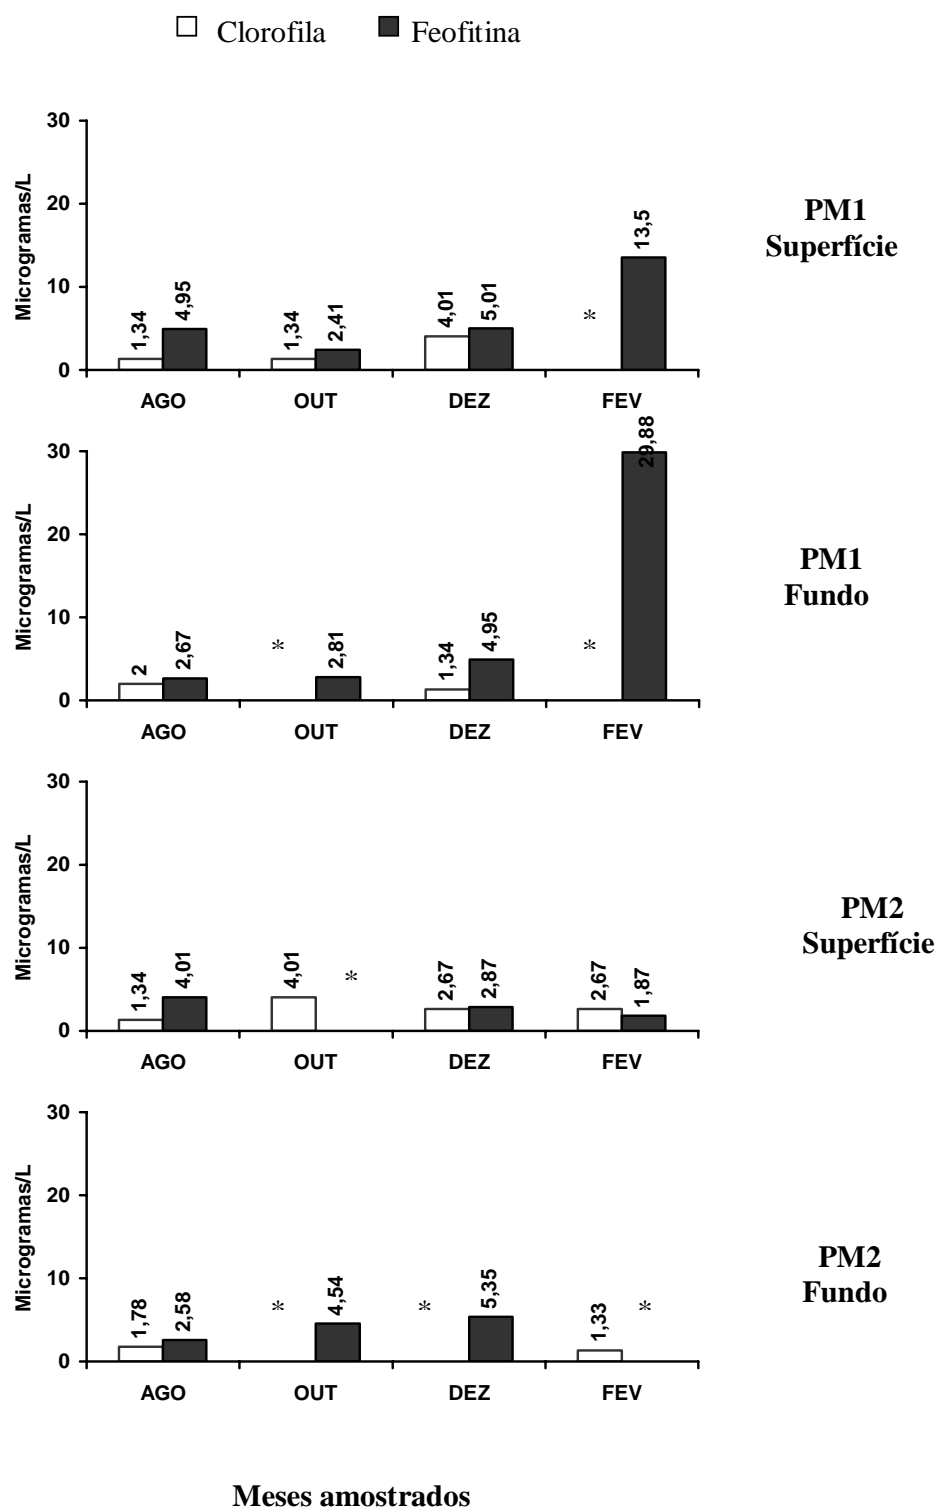 Clorofila Feofitina
30
20
10
0
Microgramas/L
1,34 4,95 1,34 2,41 4,01 5,01 * 13,5
AGO OUT DEZ FEV
PM1
Superfície
30
20
10
0
Microgramas/L
2 2,67 * 2,81 1,34 4,95 * 29,88
AGO OUT DEZ FEV
PM1
Fundo
30
20
10
0
Microgramas/L
1,34 4,01 4,01 * 2,67 2,87 2,67 1,87
AGO OUT DEZ FEV
PM2
Superfície
30
20
10
0
Microgramas/L
1,78 2,58 * 4,54 * 5,35 1,33 *
AGO OUT DEZ FEV
PM2
Fundo
Meses amostrados